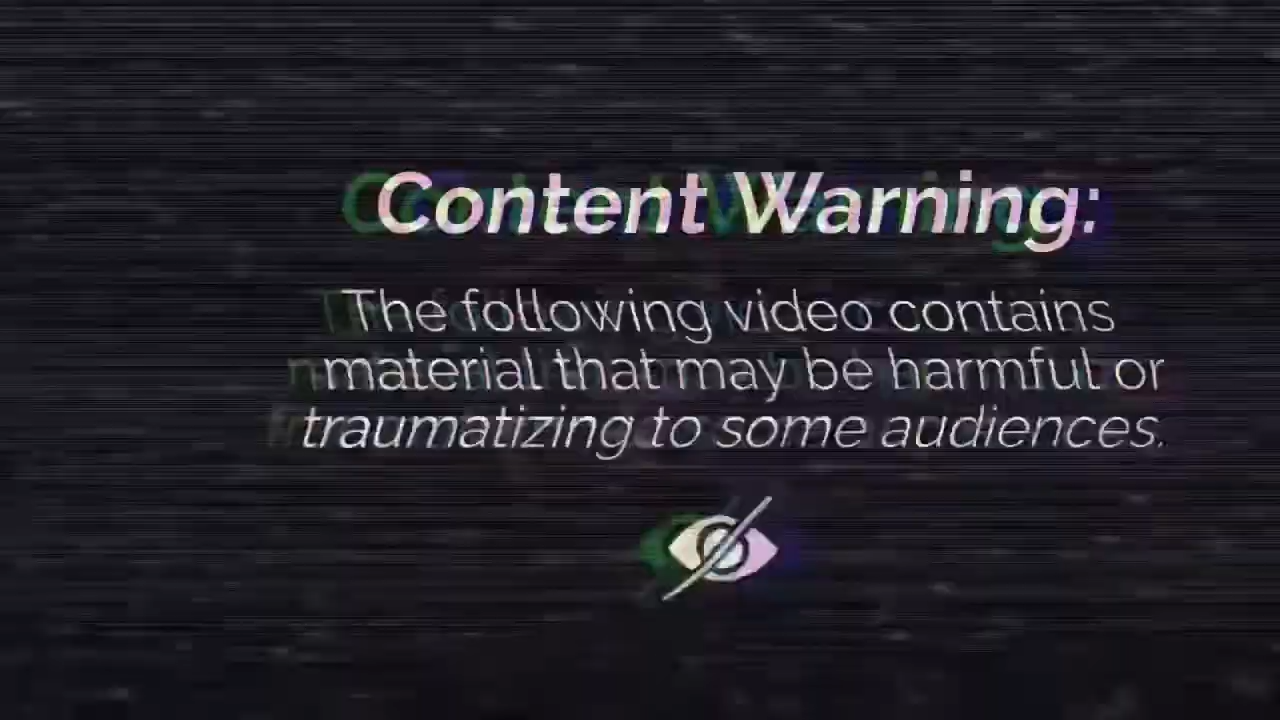 Content Warning:
The following video contains
material that may be harmful or
traumatizing to some audiences.